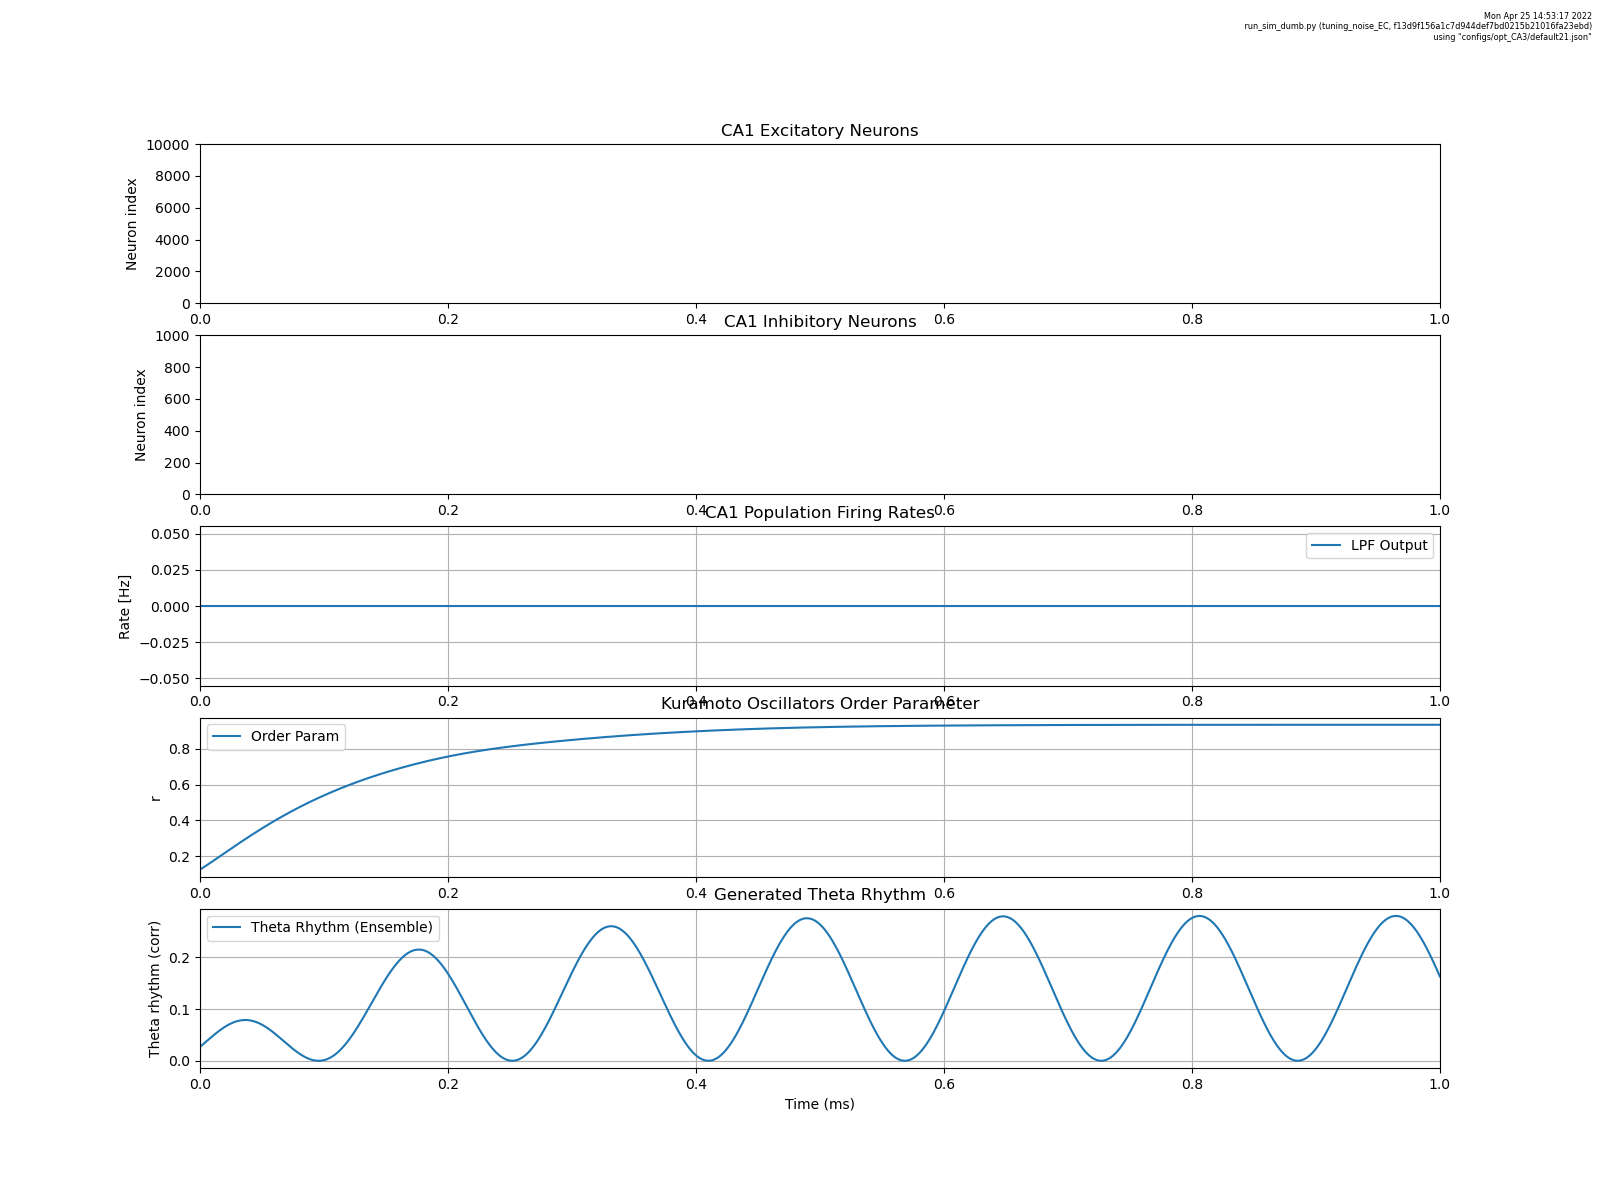 Mon Apr 25 14:53:17 2022
run_sim_dumb.py (tuning_noise_EC, f13d9f156a1c7d944def7bd0215b21016fa23ebd)
using "configs/opt_CA3/default21.json"
CA1 Excitatory Neurons
Neuron index
10000
8000
6000
4000
2000
0
0.0 0.2 0.4 0.6 0.8 1.0
CA1 Inhibitory Neurons
Neuron index
1000
800
600
400
200
0
0.0 0.2 0.4 0.6 0.8 1.0
CA1 Population Firing Rates
Rate [Hz]
0.050
0.025
0.000
−0.025
−0.050
LPF Output
0.0 0.2 0.4 0.6 0.8 1.0
Kuramoto Oscillators Order Parameter
r
Order Param
0.8
0.6
0.4
0.2
0.0 0.2 0.4 0.6 0.8 1.0
Generated Theta Rhythm
Theta rhythm (corr)
Theta Rhythm (Ensemble)
0.2
0.1
0.0
0.0 0.2 0.4 0.6 0.8 1.0
Time (ms)